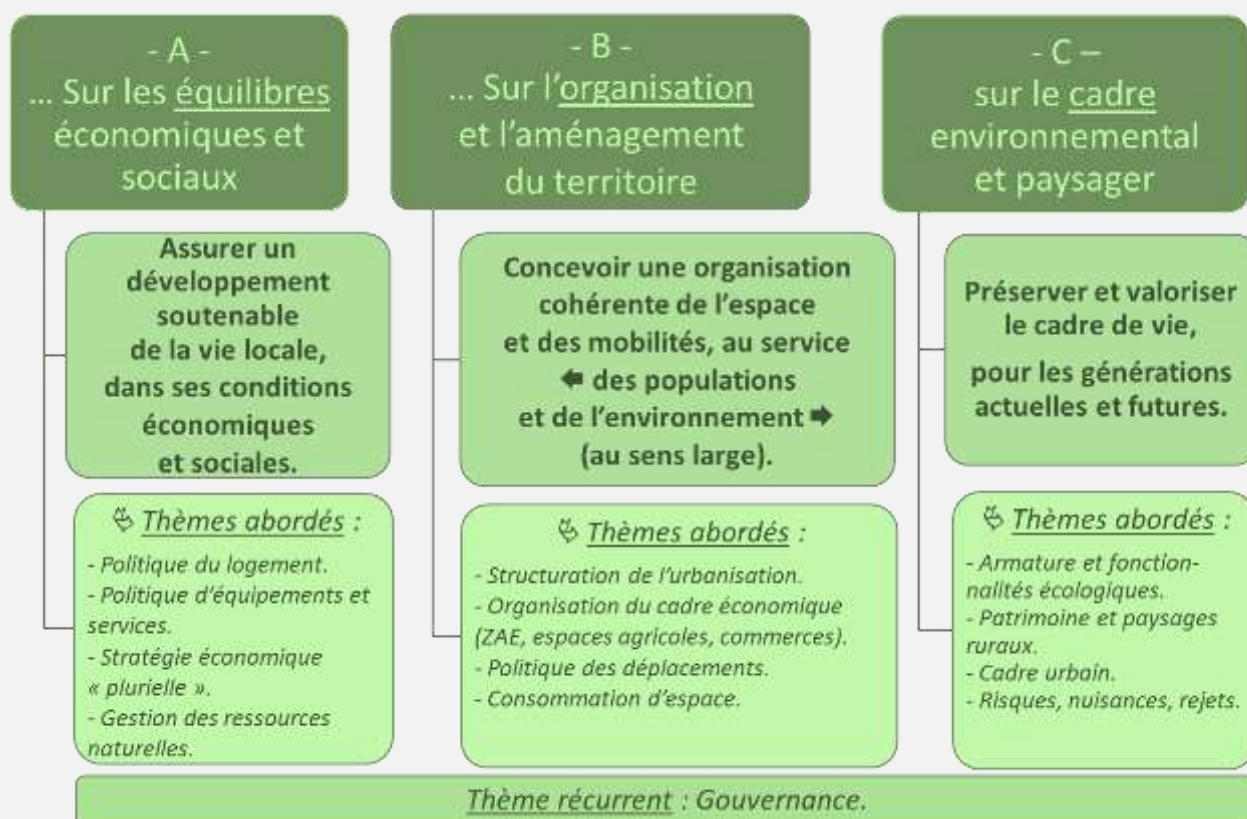 - A -
... Sur les équilibres
économiques et
sociaux
Assurer un
développement
soutenable
de la vie locale,
dans ses conditions
économiques
et sociales.
Thèmes abordés :
- Politique du logement.
- Politique d'équipements et
services.
- Stratégie économique
« plurielle ».
- Gestion des ressources
naturelles.
- B -
... Sur l'organisation
et l'aménagement
du territoire
Concevoir une organisation
cohérente de l'espace
et des mobilités, au service
🡄 des populations
et de l'environnement 🡆
(au sens large).
Thèmes abordés :
- Structuration de l'urbanisation.
- Organisation du cadre économique
(ZAE, espaces agricoles, commerces).
- Politique des déplacements.
- Consommation d'espace.
- C –
sur le cadre
environnemental
et paysager
Préserver et valoriser
le cadre de vie,
pour les générations
actuelles et futures.
Thèmes abordés :
- Armature et fonction-
nalités écologiques.
- Patrimoine et paysages
ruraux.
- Cadre urbain.
- Risques, nuisances, rejets.
Thème récurrent : Gouvernance.